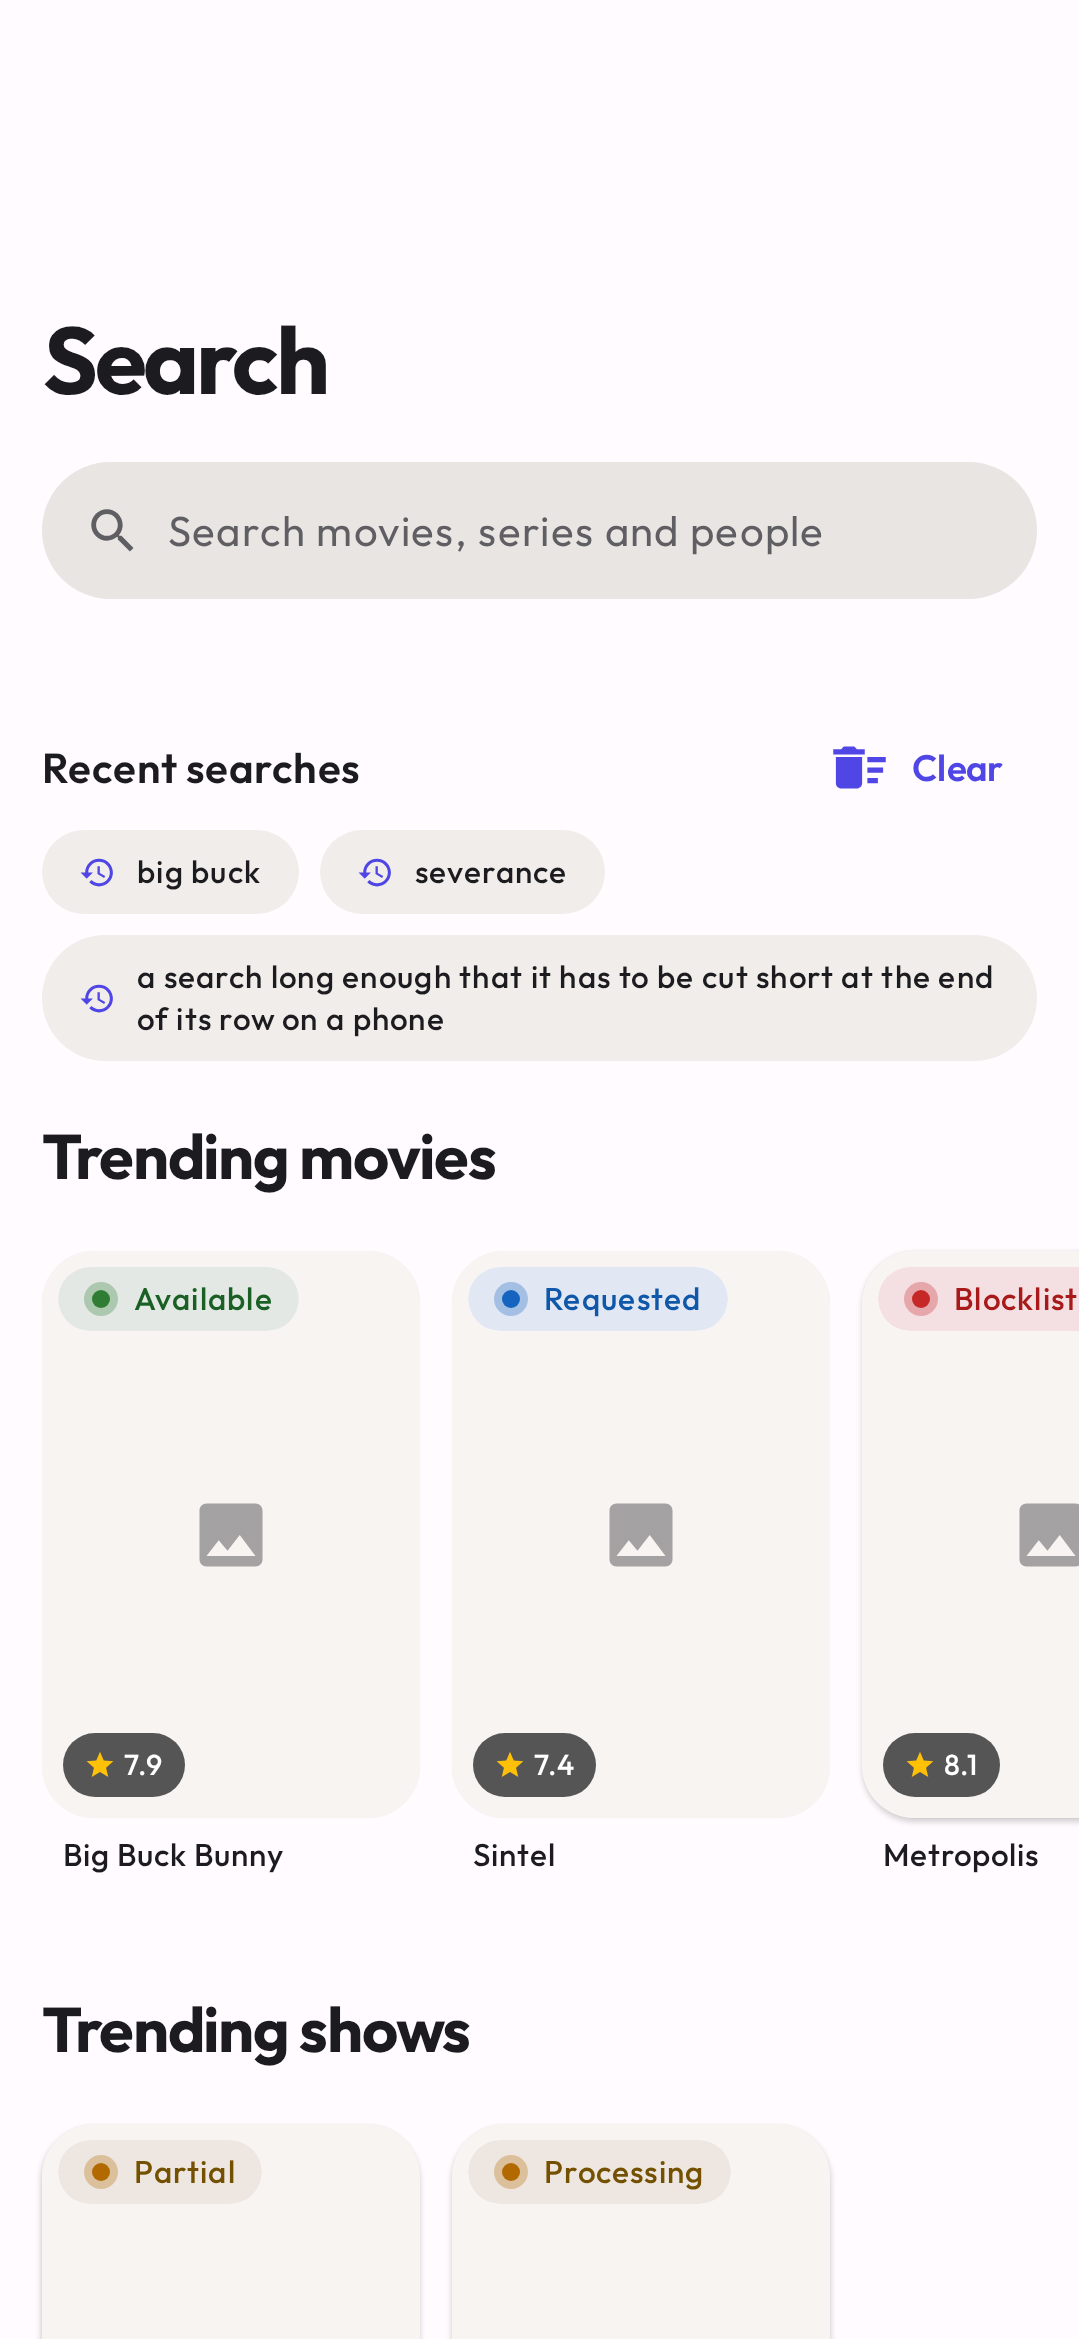 Search
Search movies, series and people
Recent searches
Clear
big buck
severance
a search long enough that it has to be cut short at the end
of its row on a phone
Trending movies
Available
Requested
Blocklist
7.9
7.4
8.1
Big Buck Bunny
Sintel
Metropolis
Trending shows
Partial
Processing